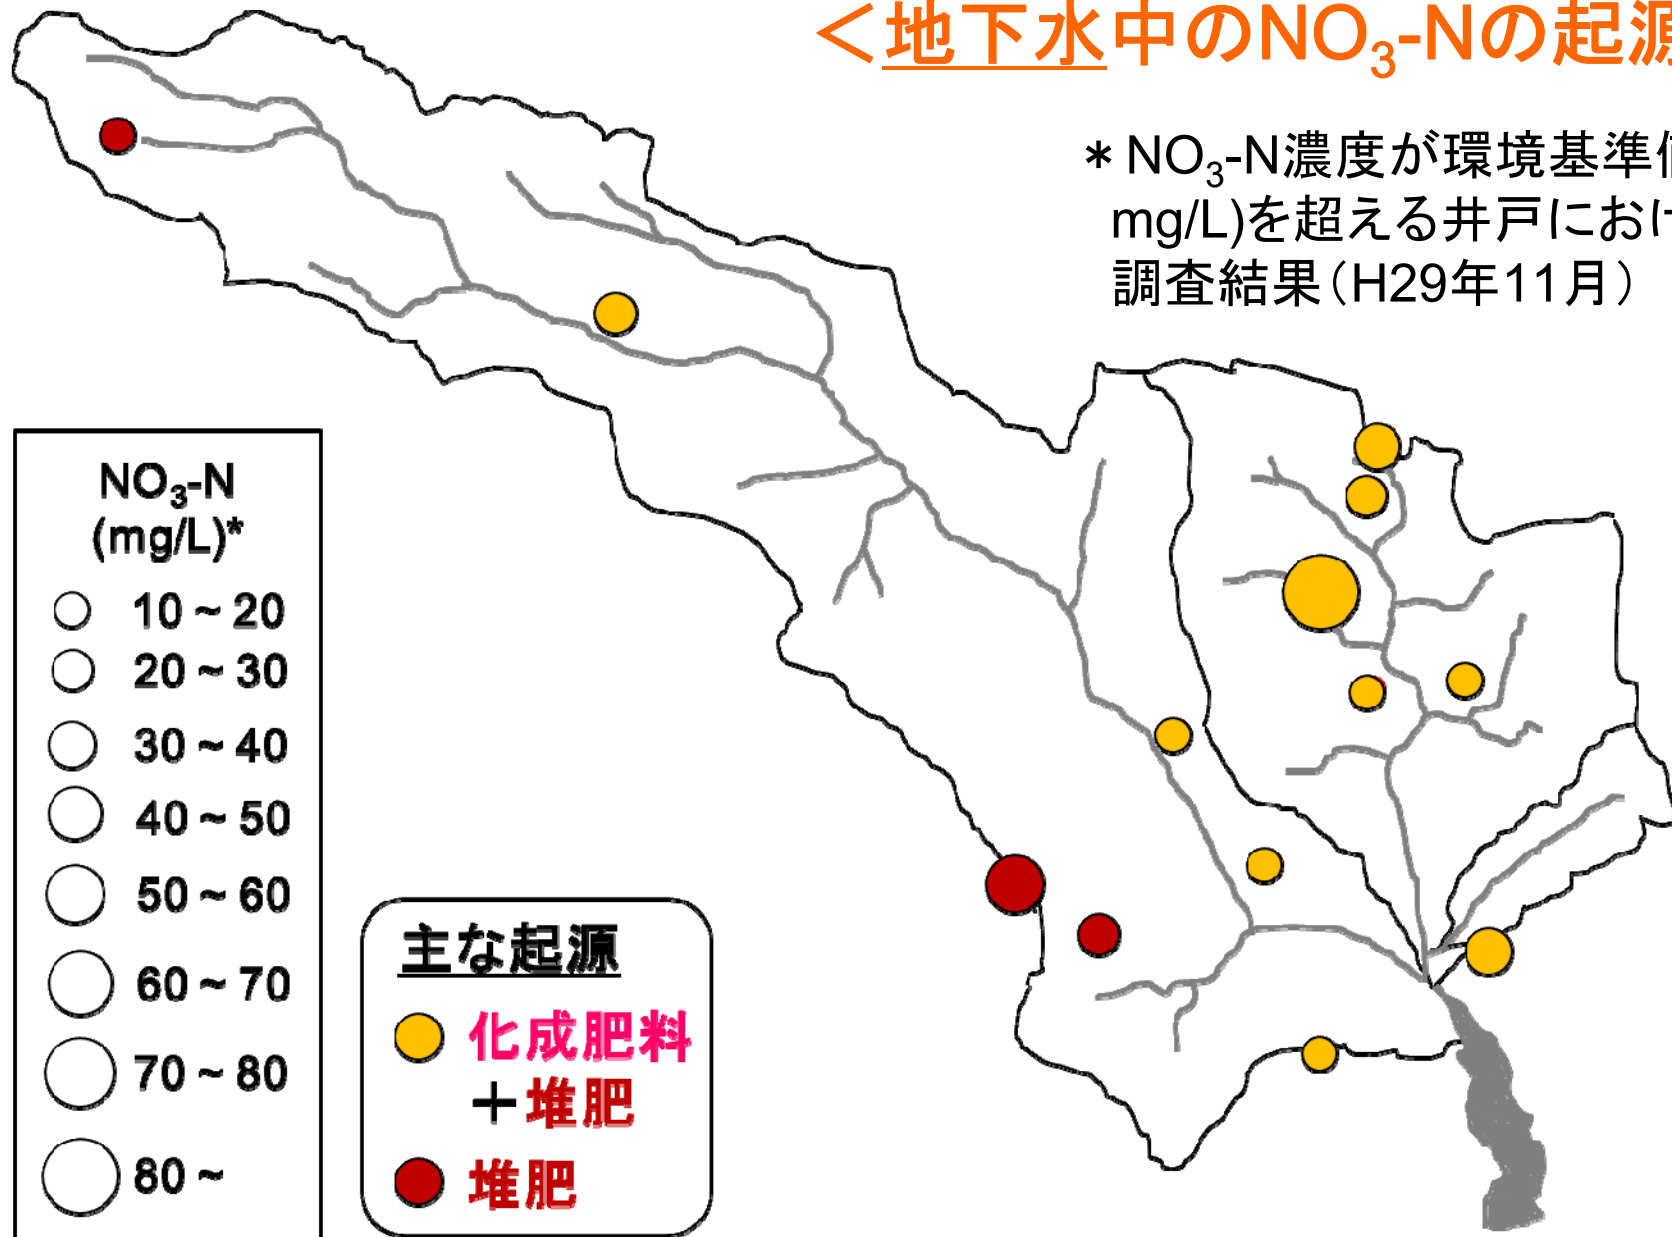 ＜地下水中のNO₃-Nの起源
＊NO₃-N濃度が環境基準値
mg/L)を超える井戸におけ
調査結果（H29年11月）
NO₃-N
(mg/L)*
10～20
20～30
30～40
40～50
50～60
60～70
70～80
80～
主な起源
化成肥料
＋堆肥
堆肥